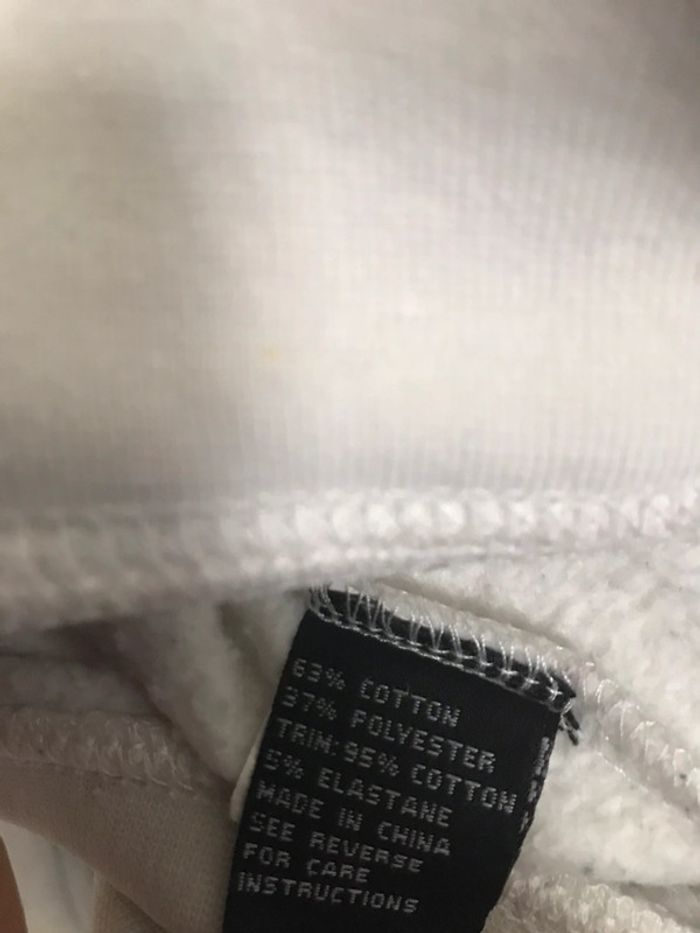 63% COTTON
37% POLYESTER
TRIM: 95% COTTON
5% ELASTANE
MADE IN CHINA
SEE REVERSE
FOR CARE
INSTRUCTIONS